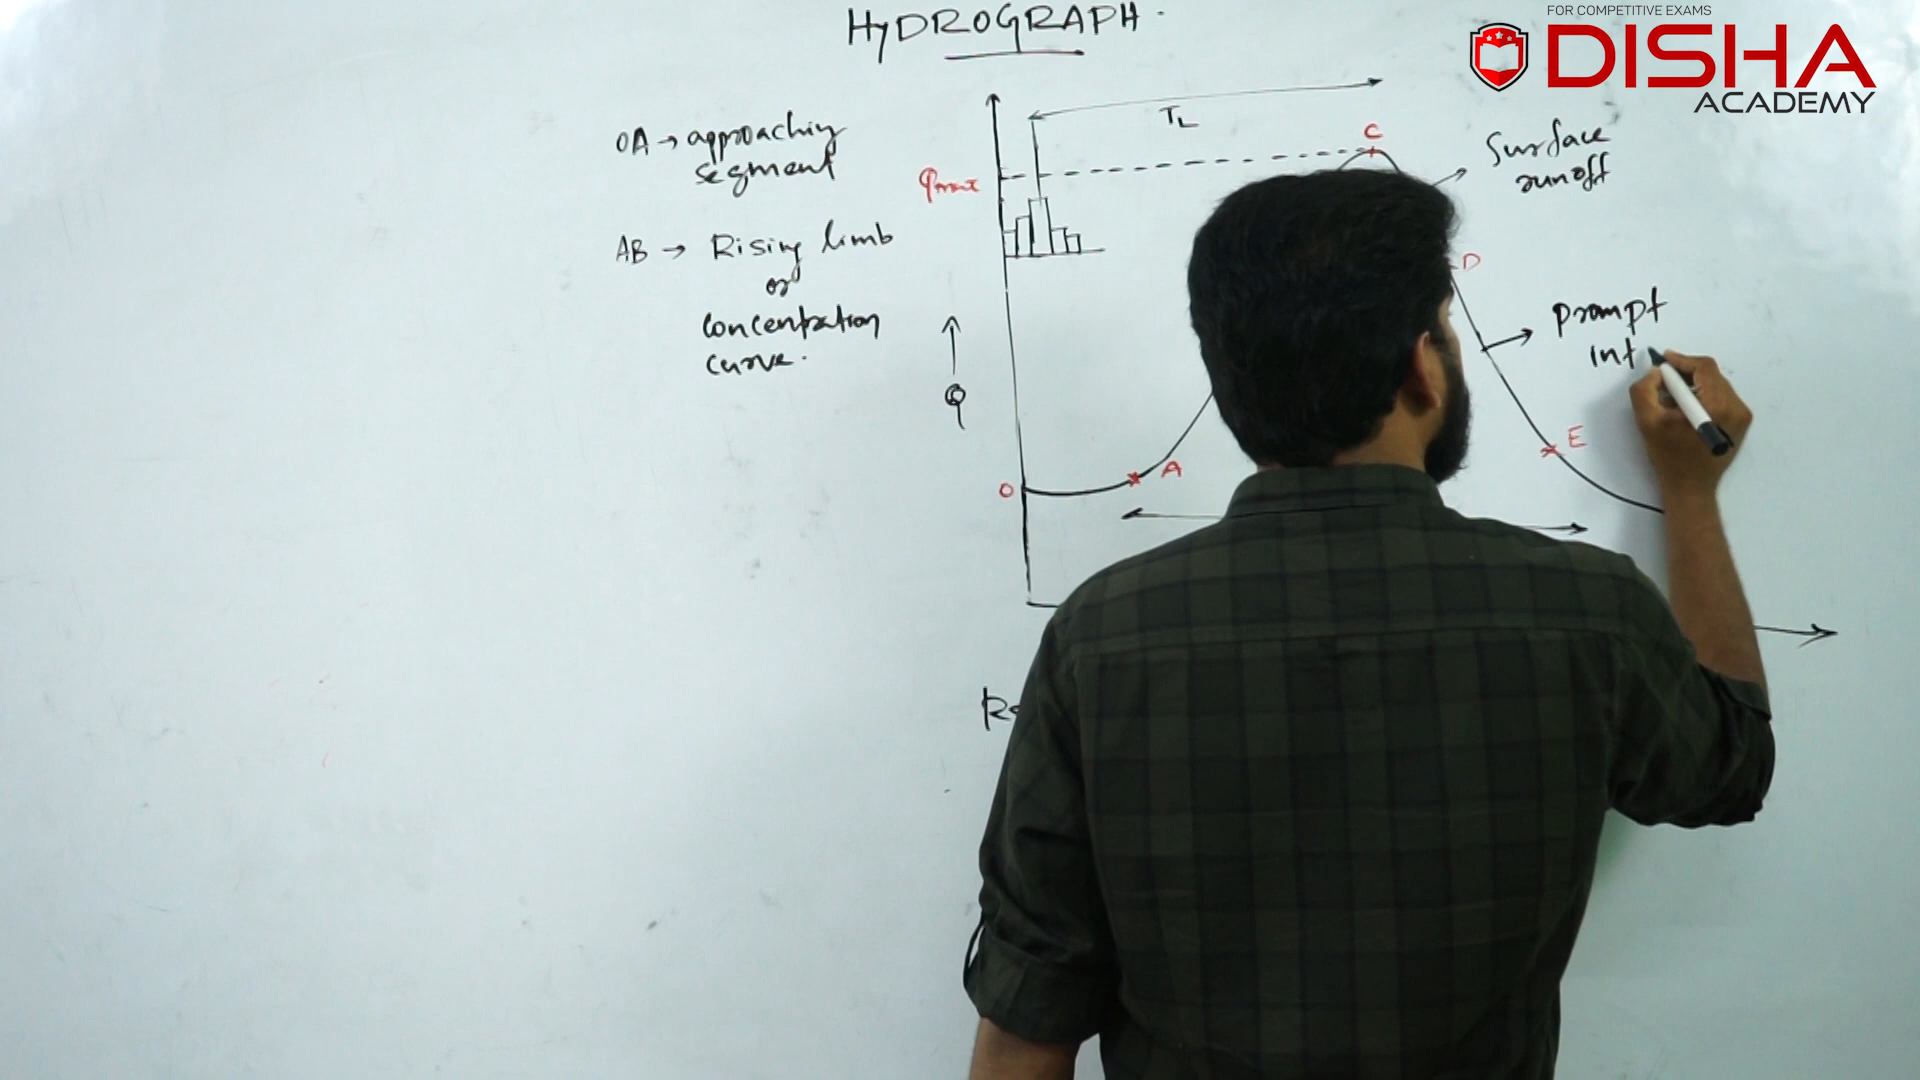 HYDROGRAPH
FOR COMPETITIVE EXAMS
DISHA
ACADEMY
OA → approaching
segment
AB → Rising limb
or
concentration
curve.
Qmax
TL
C
Surface
runoff
D
prompt
int
E
Q
O
A